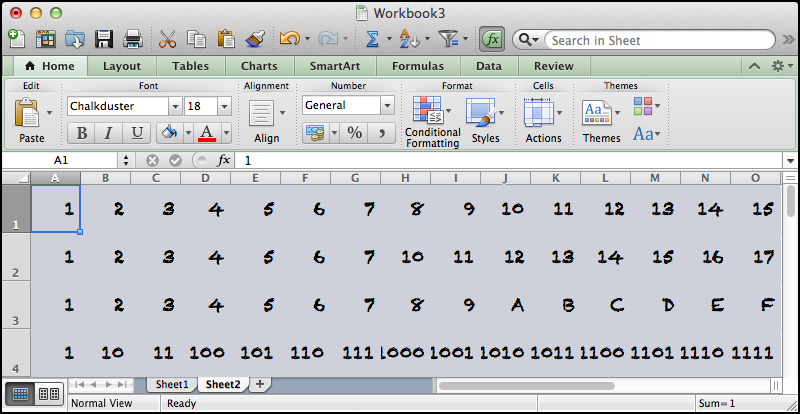 Workbook3
Search in Sheet
Home Layout Tables Charts SmartArt Formulas Data Review
Edit Font Alignment Number Format Cells Themes
Chalkduster 18 General
B I U A % ,
Paste Align Conditional Formatting Styles Actions Themes Aa
A1 fx 1
A B C D E F G H I J K L M N O
1 1 2 3 4 5 6 7 8 9 10 11 12 13 14 15
2 1 2 3 4 5 6 7 10 11 12 13 14 15 16 17
3 1 2 3 4 5 6 7 8 9 A B C D E F
4 1 10 11 100 101 110 111 1000 1001 1010 1011 1100 1101 1110 1111
Sheet1 Sheet2 +
Normal View Ready Sum=1